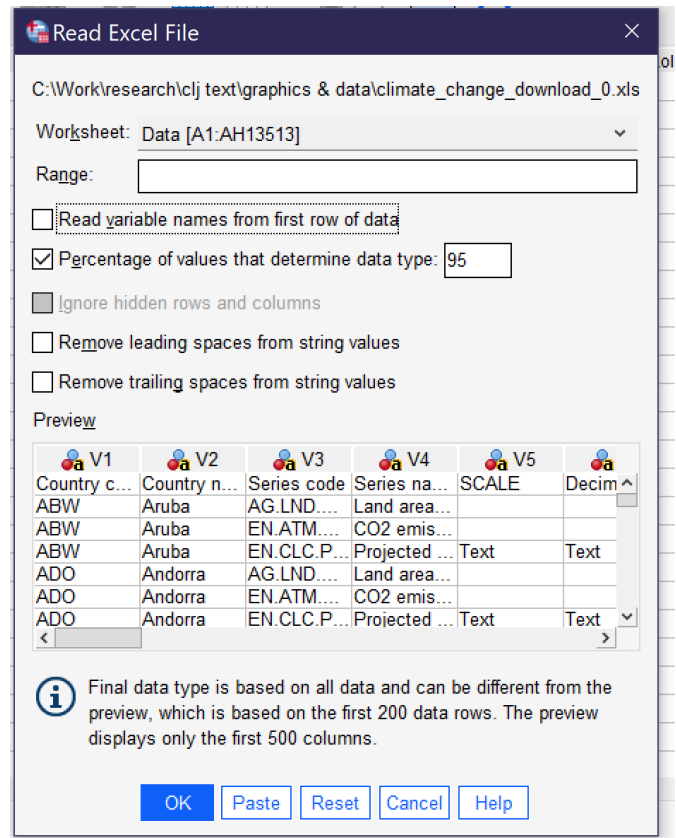 Read Excel File
C:\Work\research\clj text\graphics & data\climate_change_download_0.xls
Worksheet: Data [A1:AH13513]
Range:
Read variable names from first row of data
Percentage of values that determine data type: 95
Ignore hidden rows and columns
Remove leading spaces from string values
Remove trailing spaces from string values
Preview
V1 V2 V3 V4 V5
Country c... Country n... Series code Series na... SCALE Decim
ABW Aruba AG.LND.... Land area...
ABW Aruba EN.ATM.... CO2 emis...
ABW Aruba EN.CLC.P... Projected ... Text Text
ADO Andorra AG.LND.... Land area...
ADO Andorra EN.ATM.... CO2 emis...
ADO Andorra EN.CLC.P... Projected ... Text Text
Final data type is based on all data and can be different from the
preview, which is based on the first 200 data rows. The preview
displays only the first 500 columns.
OK Paste Reset Cancel Help